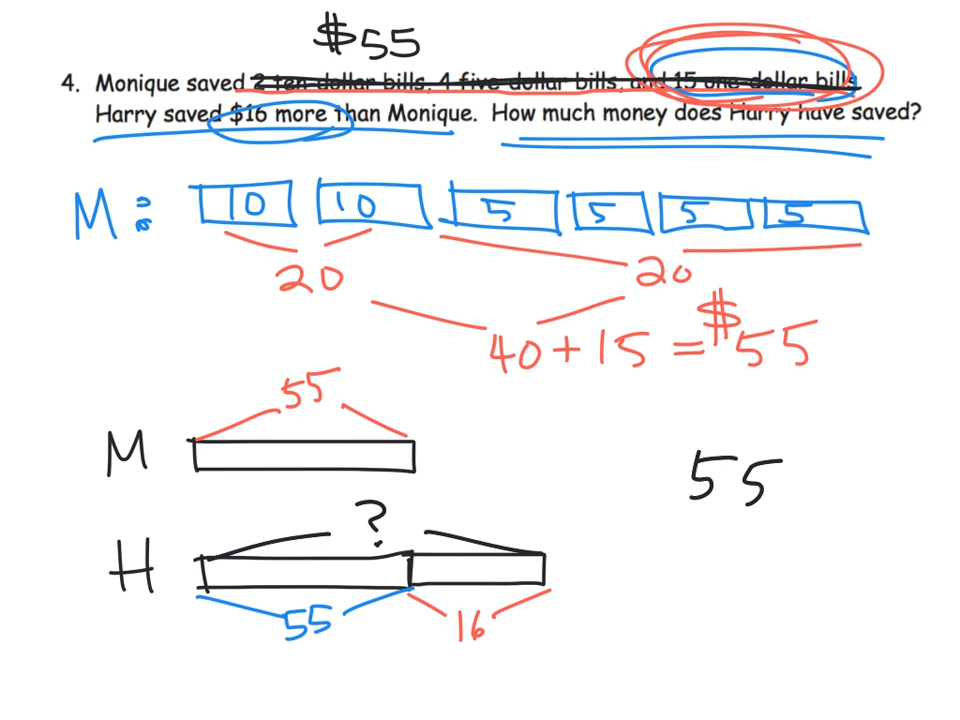 $55
4. Monique saved 2 ten-dollar bills, 4 five-dollar bills, and 15 one-dollar bills.
Harry saved $16 more than Monique. How much money does Harry have saved?
M: 10 10 5 5 5 5
20 20
40 + 15 = $55
55
M
55
?
H
55 16